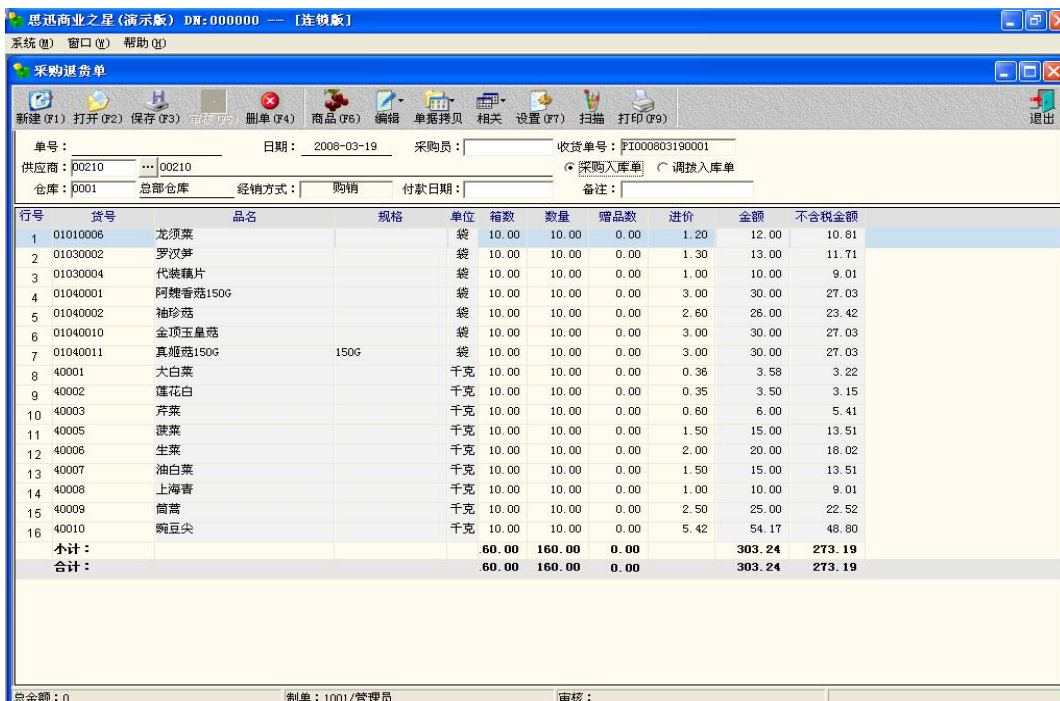 思迅商业之星(演示版) DN:000000 -- [连锁版]
系统(M) 窗口(W) 帮助(H)
采购退货单
新建(F1) 打开(F2) 保存(F3) 审核(F5) 删单(F4) 商品(F6) 编辑 单据拷贝 相关 设置(F7) 扫描 打印(F9) 退出
单号: 日期: 2008-03-19 采购员: 收货单号: PI000803190001
供应商: 00210 ... 00210 采购入库单 调拨入库单
仓库: 0001 总部仓库 经销方式: 购销 付款日期: 备注:
行号 货号 品名 规格 单位 箱数 数量 赠品数 进价 金额 不含税金额
1 01010006 龙须菜 袋 10.00 10.00 0.00 1.20 12.00 10.81
2 01030002 罗汉笋 袋 10.00 10.00 0.00 1.30 13.00 11.71
3 01030004 代装藕片 袋 10.00 10.00 0.00 1.00 10.00 9.01
4 01040001 阿魏香菇150G 袋 10.00 10.00 0.00 3.00 30.00 27.03
5 01040002 袖珍菇 袋 10.00 10.00 0.00 2.60 26.00 23.42
6 01040010 金顶玉皇菇 袋 10.00 10.00 0.00 3.00 30.00 27.03
7 01040011 真姬菇150G 150G 袋 10.00 10.00 0.00 3.00 30.00 27.03
8 40001 大白菜 千克 10.00 10.00 0.00 0.36 3.58 3.22
9 40002 莲花白 千克 10.00 10.00 0.00 0.35 3.50 3.15
10 40003 芹菜 千克 10.00 10.00 0.00 0.60 6.00 5.41
11 40005 菠菜 千克 10.00 10.00 0.00 1.50 15.00 13.51
12 40006 生菜 千克 10.00 10.00 0.00 2.00 20.00 18.02
13 40007 油白菜 千克 10.00 10.00 0.00 1.50 15.00 13.51
14 40008 上海青 千克 10.00 10.00 0.00 1.00 10.00 9.01
15 40009 茼蒿 千克 10.00 10.00 0.00 2.50 25.00 22.52
16 40010 豌豆尖 千克 10.00 10.00 0.00 5.42 54.17 48.80
小计: .60.00 160.00 0.00 303.24 273.19
合计: .60.00 160.00 0.00 303.24 273.19
总金额: 0 制单: 1001/管理员 审核: